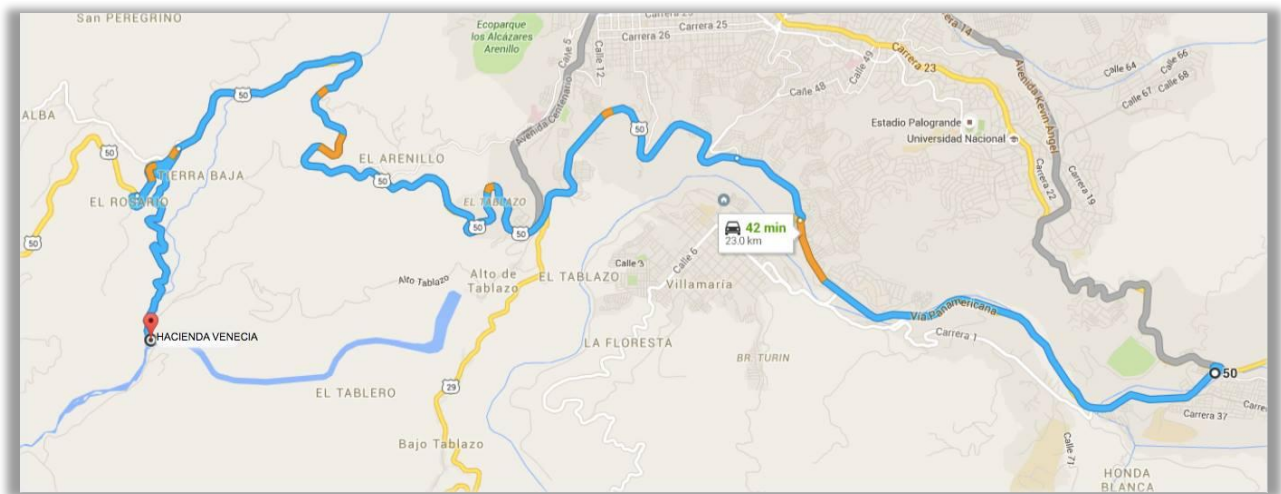 San PEREGRINO
Ecoparque
los Alcázares
Arenillo
Calle 5
Calle 12
Carrera 25
Carrera 26
Carrera 14
Calle 49
Carrera 23
Calle 64
Calle 66
Calle 68
Calle 67
Avenida Kevin Ángel
Avenida Centenario
Calle 48
Estadio Palogrande
Universidad Nacional
Carrera 22
Carrera 19
50
ALBA
50
50
EL ARENILLO
50
TIERRA BAJA
EL ROSARIO
EL TABLAZO
50
50
50
42 min
23.0 km
Alto Tablazo
Alto de
Tablazo
EL TABLAZO
Calle 3
Calle 6
Villamaría
Vía Panamericana
HACIENDA VENECIA
LA FLORESTA
Carrera 1
BR. TURIN
50
EL TABLERO
29
Carrera 37
Bajo Tablazo
Calle 71
HONDA
BLANCA